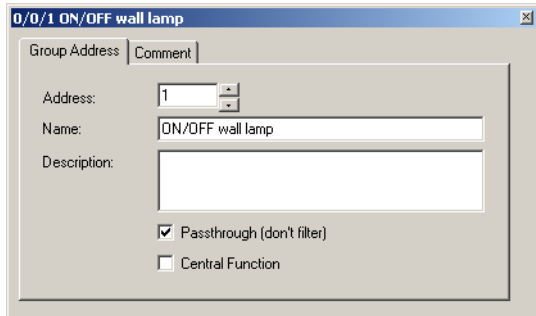 0/0/1 ON/OFF wall lamp
Group Address Comment
Address: 1
Name: ON/OFF wall lamp
Description:
Passthrough (don't filter)
Central Function